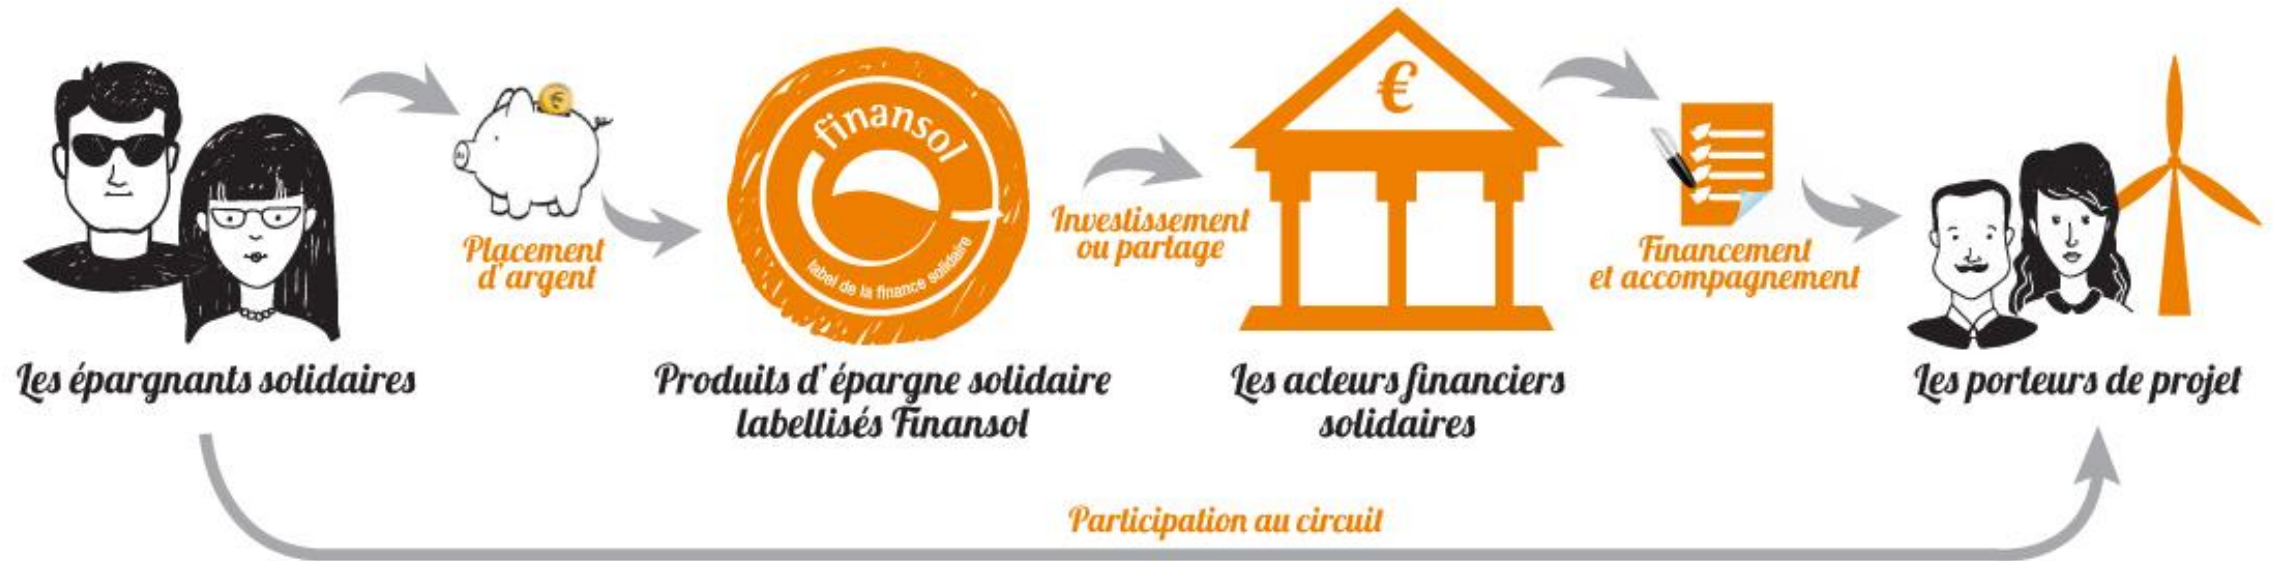 €
€
finansol
label de la finance solidaire
Placement
d'argent
Investissement
ou partage
Financement
et accompagnement
Les épargnants solidaires
Produits d'épargne solidaire
labellisés Finansol
Les acteurs financiers
solidaires
Les porteurs de projet
Participation au circuit